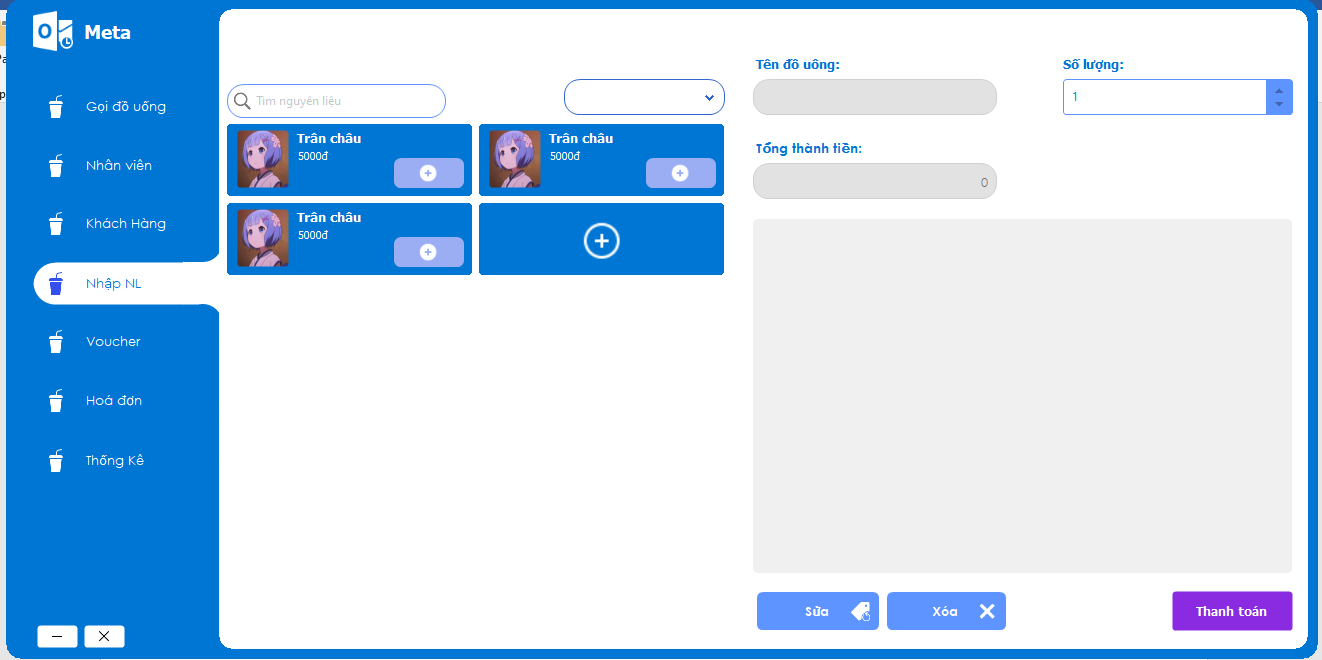 Meta
Gọi đồ uống
Nhân viên
Khách Hàng
Nhập NL
Voucher
Hoá đơn
Thống Kê
Tìm nguyên liệu
Trân châu
5000đ
Trân châu
5000đ
Trân châu
5000đ
Tên đồ uông:
Số lượng:
1
Tổng thành tiền:
0
Sửa
Xóa
Thanh toán